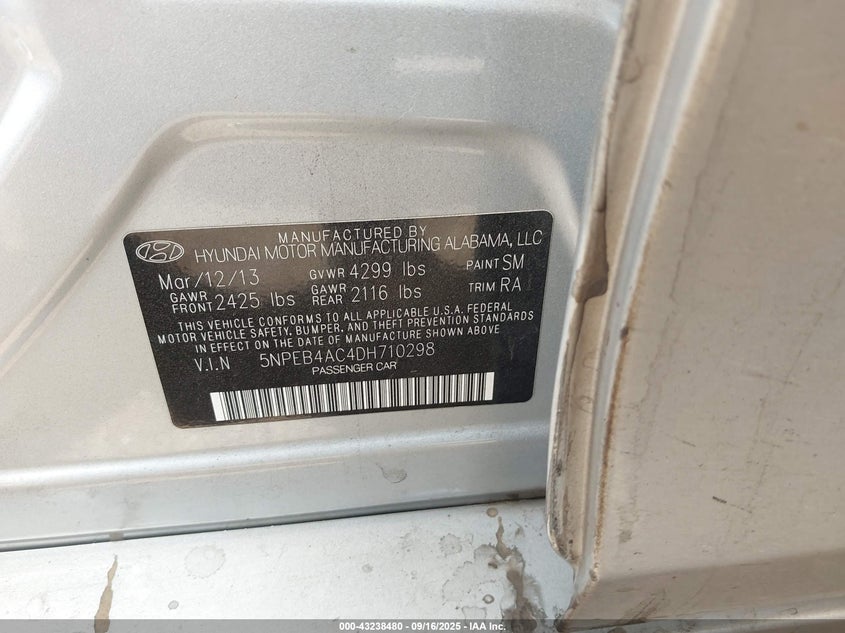 MANUFACTURED BY
HYUNDAI MOTOR MANUFACTURING ALABAMA, LLC
Mar/12/13 GVWR 4299 lbs PAINT SM
GAWR FRONT 2425 lbs GAWR REAR 2116 lbs TRIM RA
THIS VEHICLE CONFORMS TO ALL APPLICABLE U.S.A. FEDERAL
MOTOR VEHICLE SAFETY, BUMPER, AND THEFT PREVENTION STANDARDS
IN EFFECT ON THE DATE OF MANUFACTURE SHOWN ABOVE
V.I.N 5NPEB4AC4DH710298
PASSENGER CAR
000-43238480 - 09/16/2025 - IAA Inc.